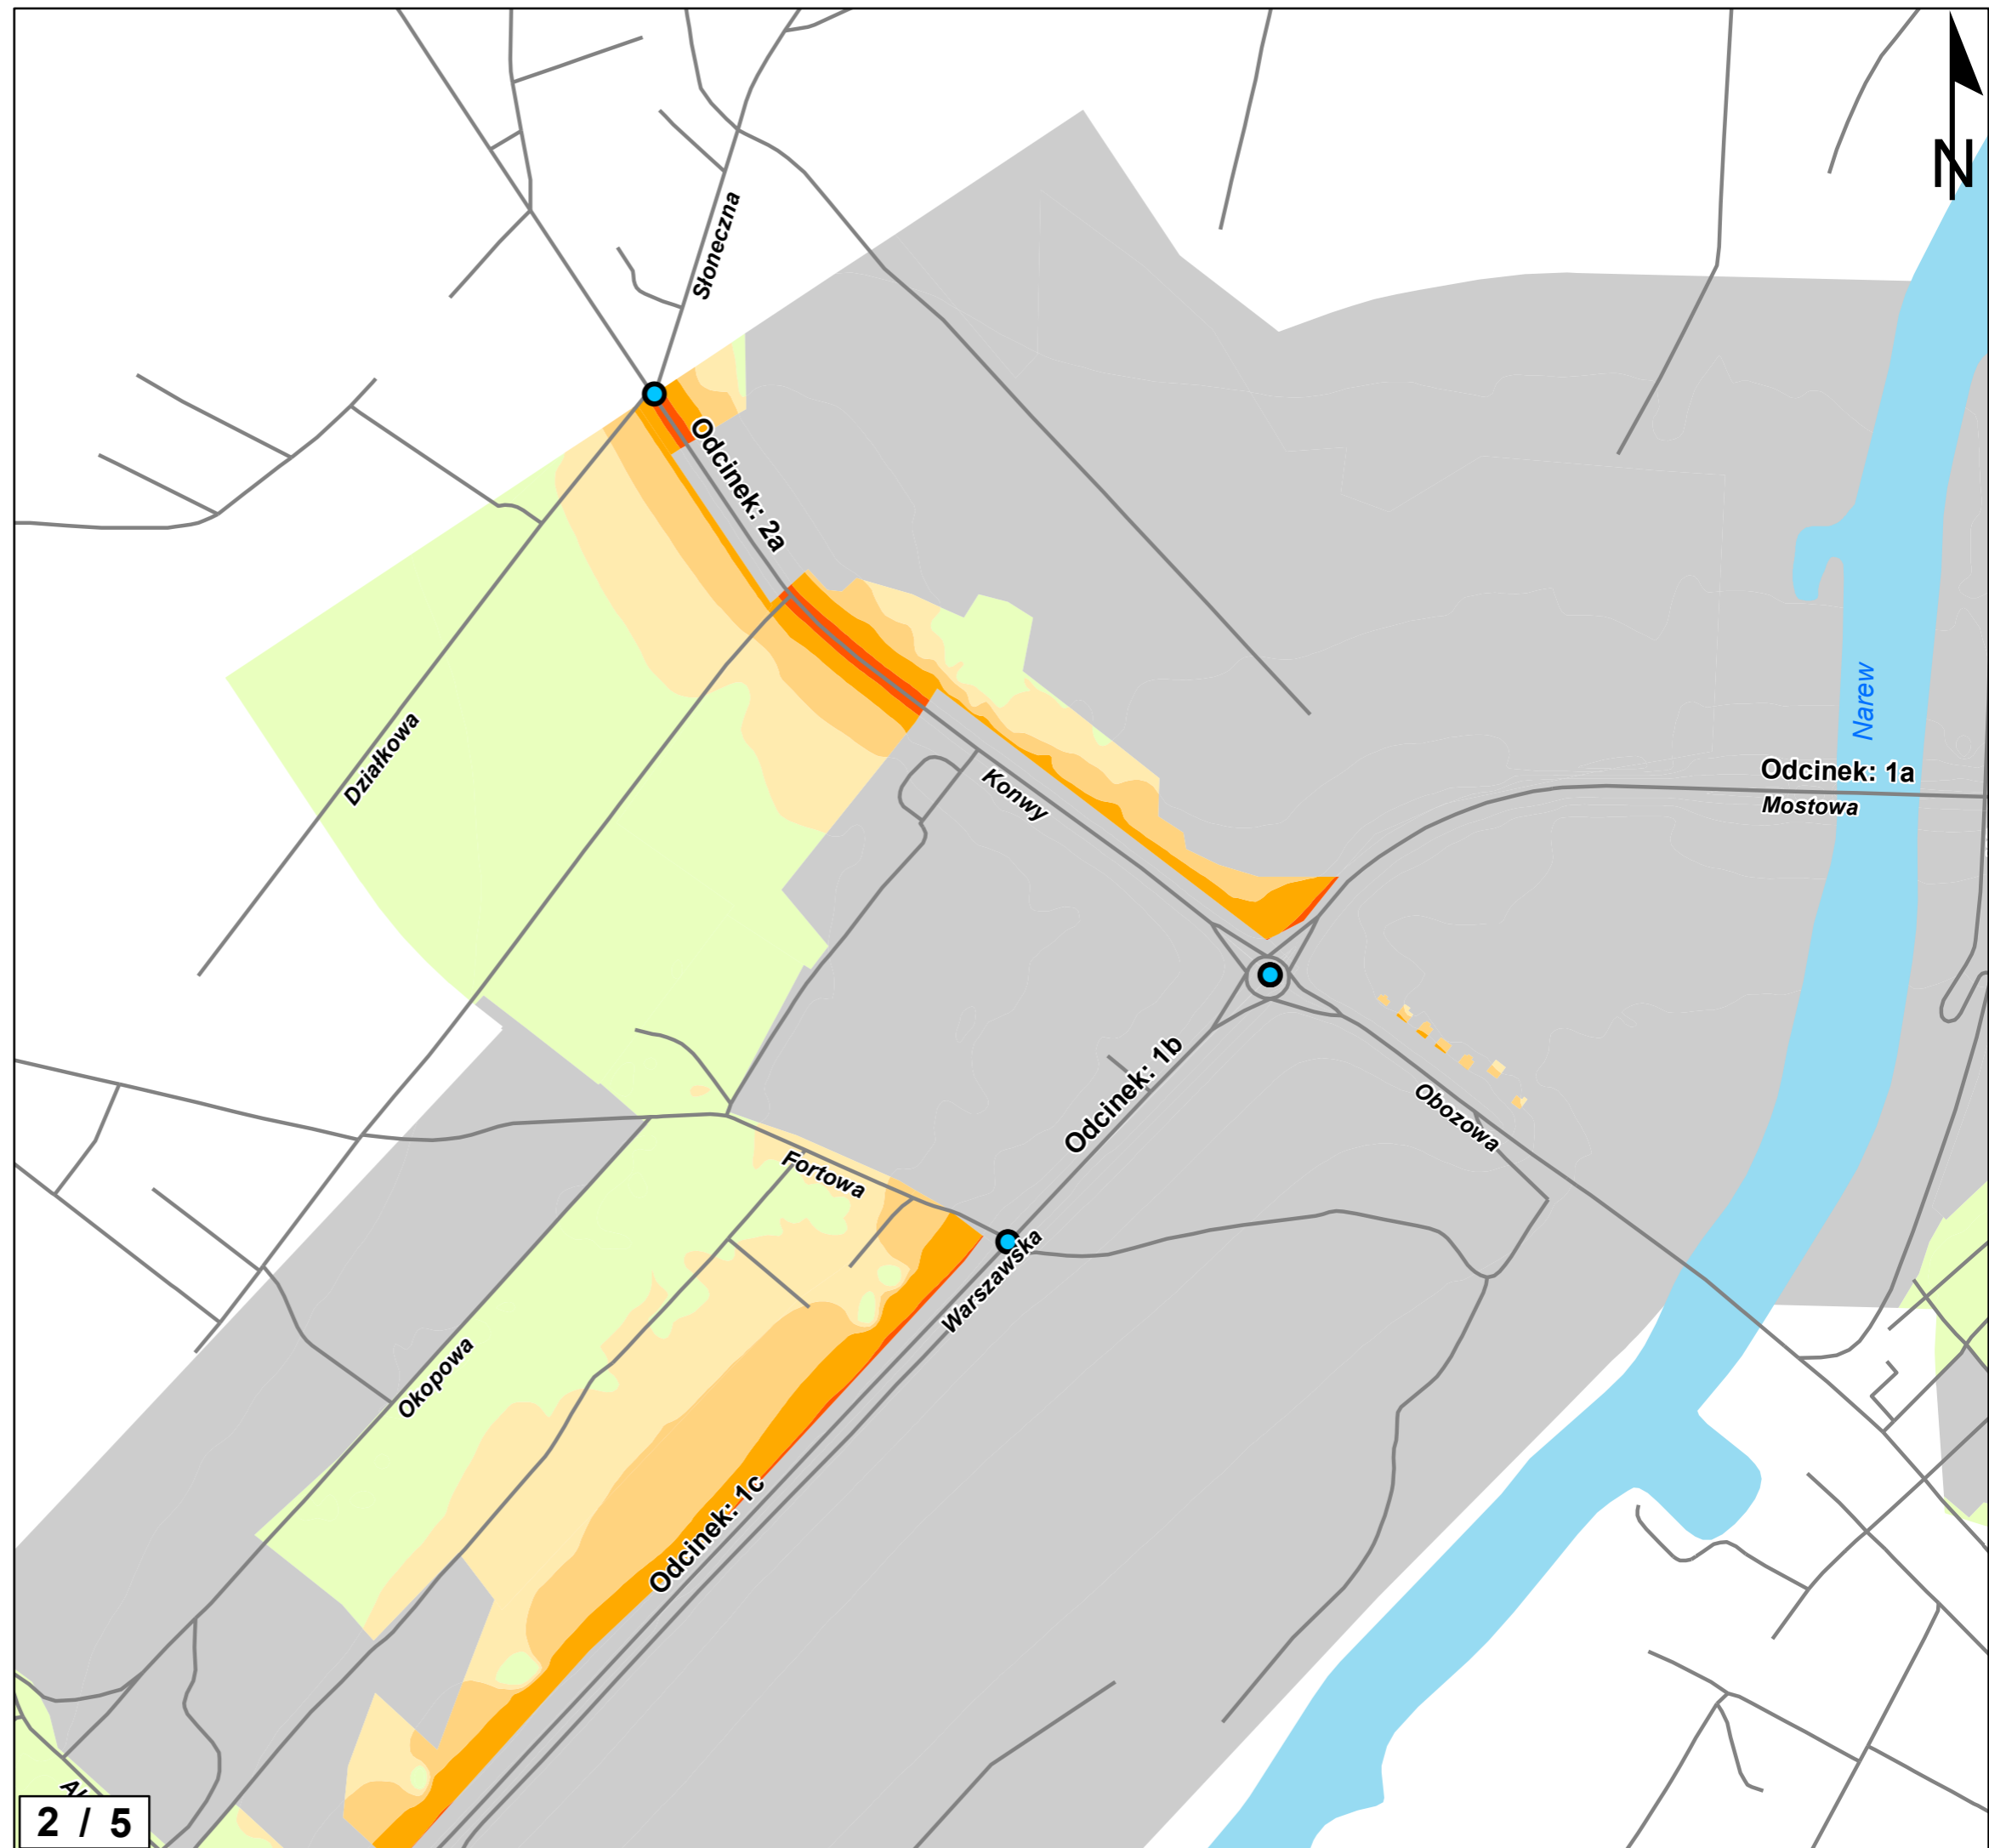 N
Słoneczna
Odcinek: 2a
Działkowa
Narew
Odcinek: 1a
Mostowa
Konwy
Odcinek: 1b
Obozowa
Fortowa
Warszawska
Okopowa
Odcinek: 1c
2 / 5